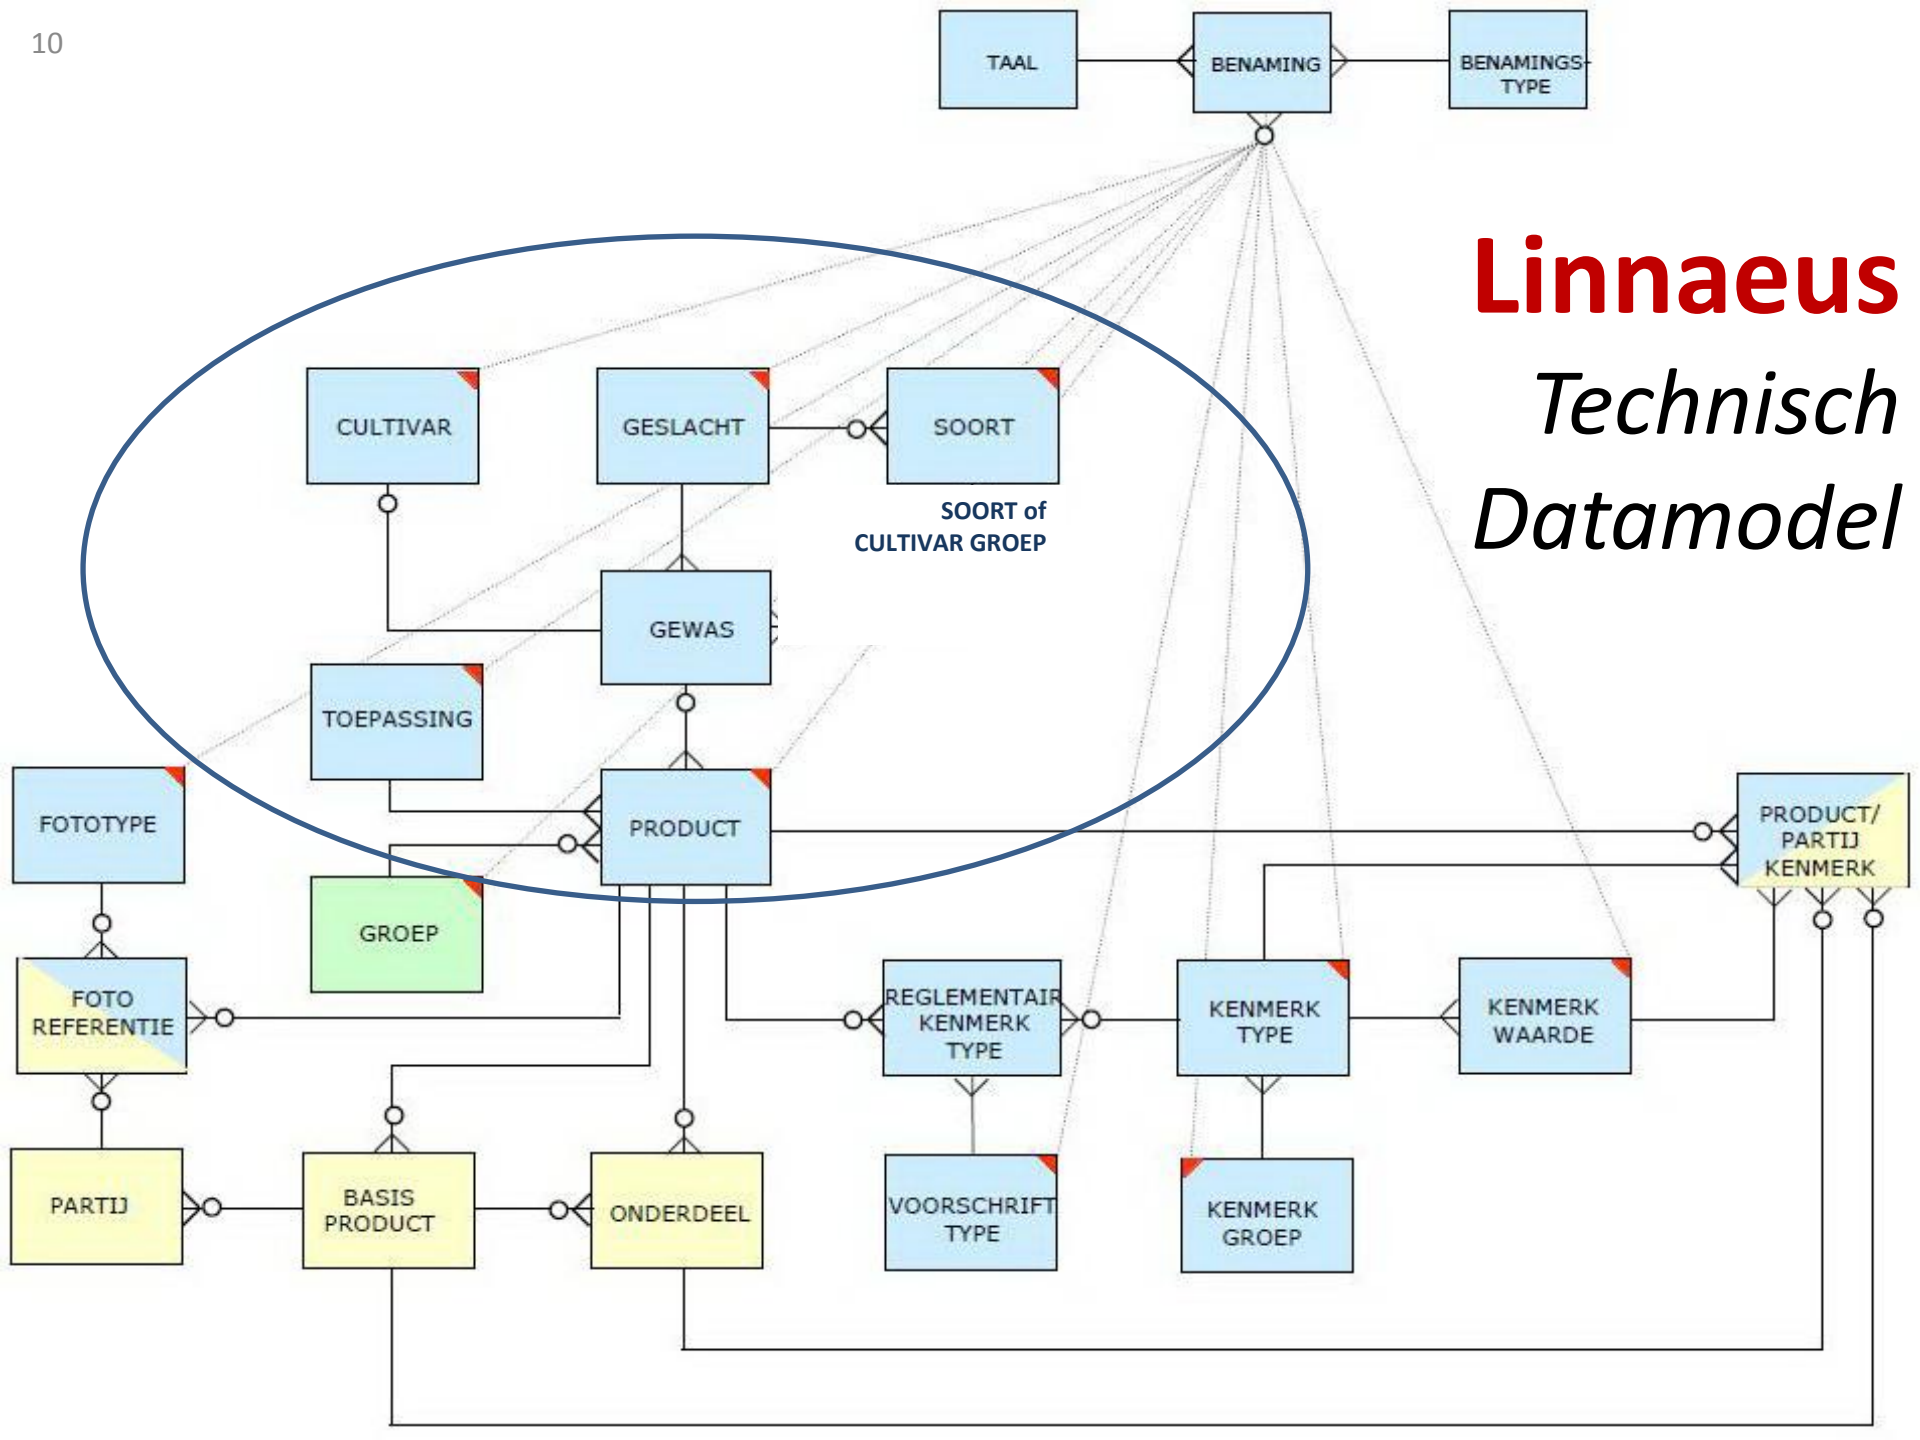 10
TAAL
BENAMING
BENAMINGS-
TYPE
Linnaeus
Technisch
Datamodel
CULTIVAR
GESLACHT
SOORT
SOORT of
CULTIVAR GROEP
GEWAS
TOEPASSING
FOTOTYPE
PRODUCT
PRODUCT/
PARTIJ
KENMERK
GROEP
FOTO
REFERENTIE
REGLEMENTAIR
KENMERK
TYPE
KENMERK
TYPE
KENMERK
WAARDE
PARTIJ
BASIS
PRODUCT
ONDERDEEL
VOORSCHRIFT
TYPE
KENMERK
GROEP